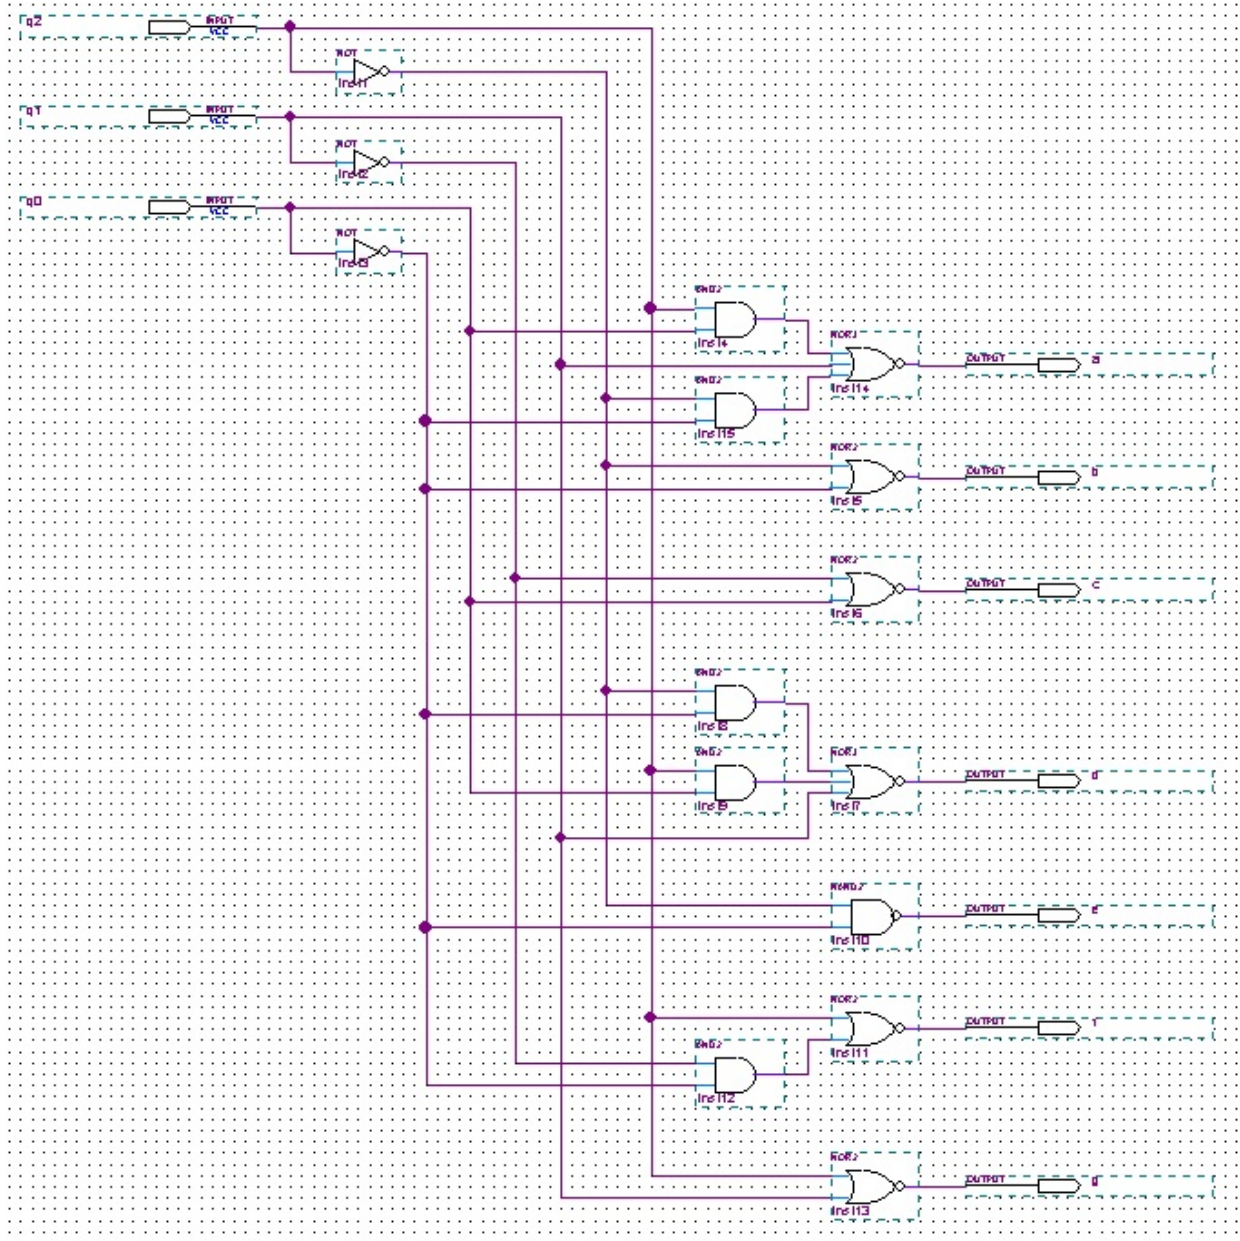 q2 INPUT
VCC
NOT
inst1
q1 INPUT
VCC
NOT
inst2
q0 INPUT
VCC
NOT
inst3
AND2
inst4
NOR3
OUTPUT a
inst14
AND2
inst15
NOR2
OUTPUT b
inst5
NOR2
OUTPUT c
inst6
AND2
inst8
AND2
NOR3
OUTPUT d
inst9
inst7
NAND2
OUTPUT e
inst10
NOR2
OUTPUT f
inst11
AND2
inst12
NOR2
OUTPUT g
inst13